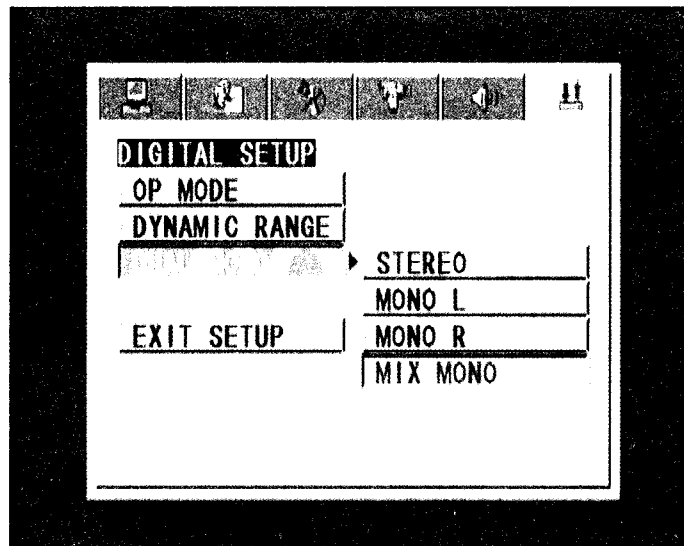 DIGITAL SETUP
OP MODE
DYNAMIC RANGE
STEREO
MONO L
EXIT SETUP
MONO R
MIX MONO